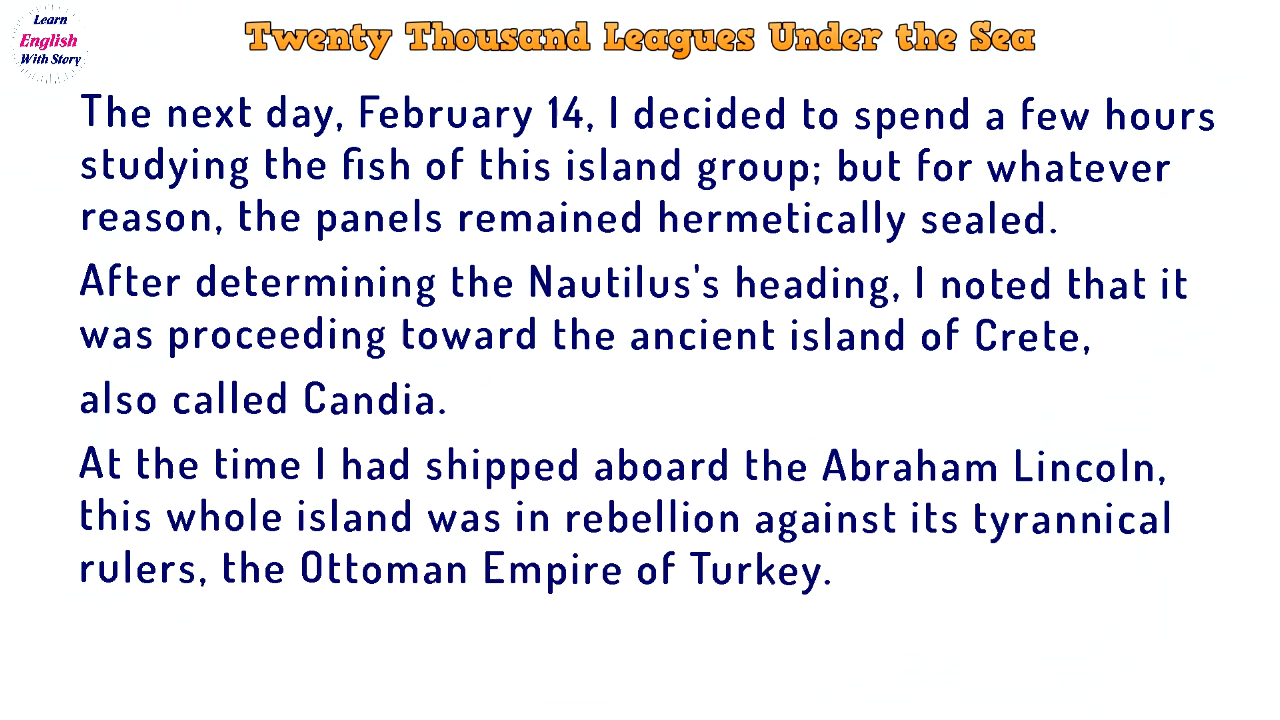 Learn
English
With Story
Twenty Thousand Leagues Under the Sea
The next day, February 14, I decided to spend a few hours
studying the fish of this island group; but for whatever
reason, the panels remained hermetically sealed.
After determining the Nautilus's heading, I noted that it
was proceeding toward the ancient island of Crete,
also called Candia.
At the time I had shipped aboard the Abraham Lincoln,
this whole island was in rebellion against its tyrannical
rulers, the Ottoman Empire of Turkey.